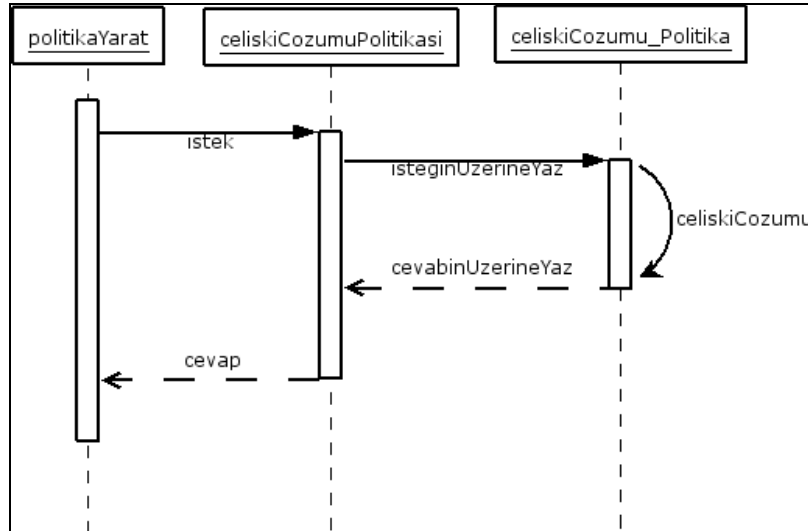 politikaYarat
celiskiCozumuPolitikasi
celiskiCozumu_Politika
istek
isteginUzerineYaz
celiskiCozumu
cevabinUzerineYaz
cevap